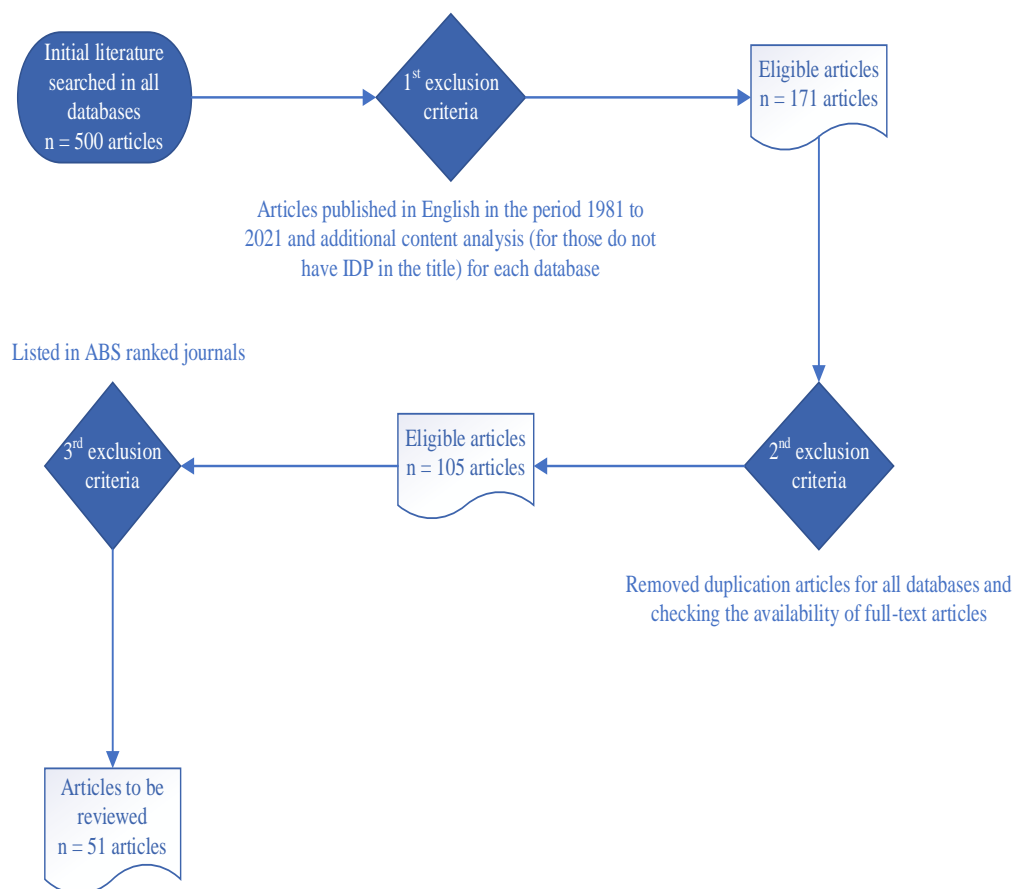 Initial literature
searched in all
databases
n = 500 articles
1st exclusion
criteria
Eligible articles
n = 171 articles
Articles published in English in the period 1981 to
2021 and additional content analysis (for those do not
have IDP in the title) for each database
2nd exclusion
criteria
Removed duplication articles for all databases and
checking the availability of full-text articles
Eligible articles
n = 105 articles
Listed in ABS ranked journals
3rd exclusion
criteria
Articles to be
reviewed
n = 51 articles